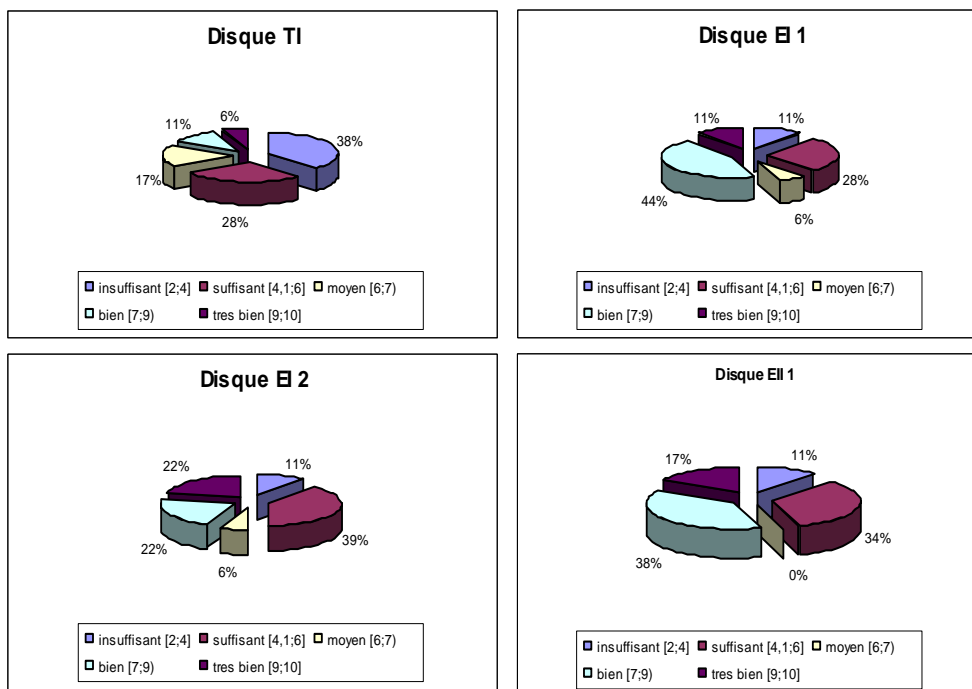 Disque TI
6%
11%
38%
17%
28%
insuffisant [2;4] suffisant [4,1;6] moyen [6;7)
bien [7;9) tres bien [9;10]
Disque EI 1
11% 11%
28%
44%
6%
insuffisant [2;4] suffisant [4,1;6] moyen [6;7)
bien [7;9) tres bien [9;10]
Disque EI 2
22% 11%
39%
22%
6%
insuffisant [2;4] suffisant [4,1;6] moyen [6;7)
bien [7;9) tres bien [9;10]
Disque EII 1
17% 11%
34%
38%
0%
insuffisant [2;4] suffisant [4,1;6] moyen [6;7)
bien [7;9) tres bien [9;10]